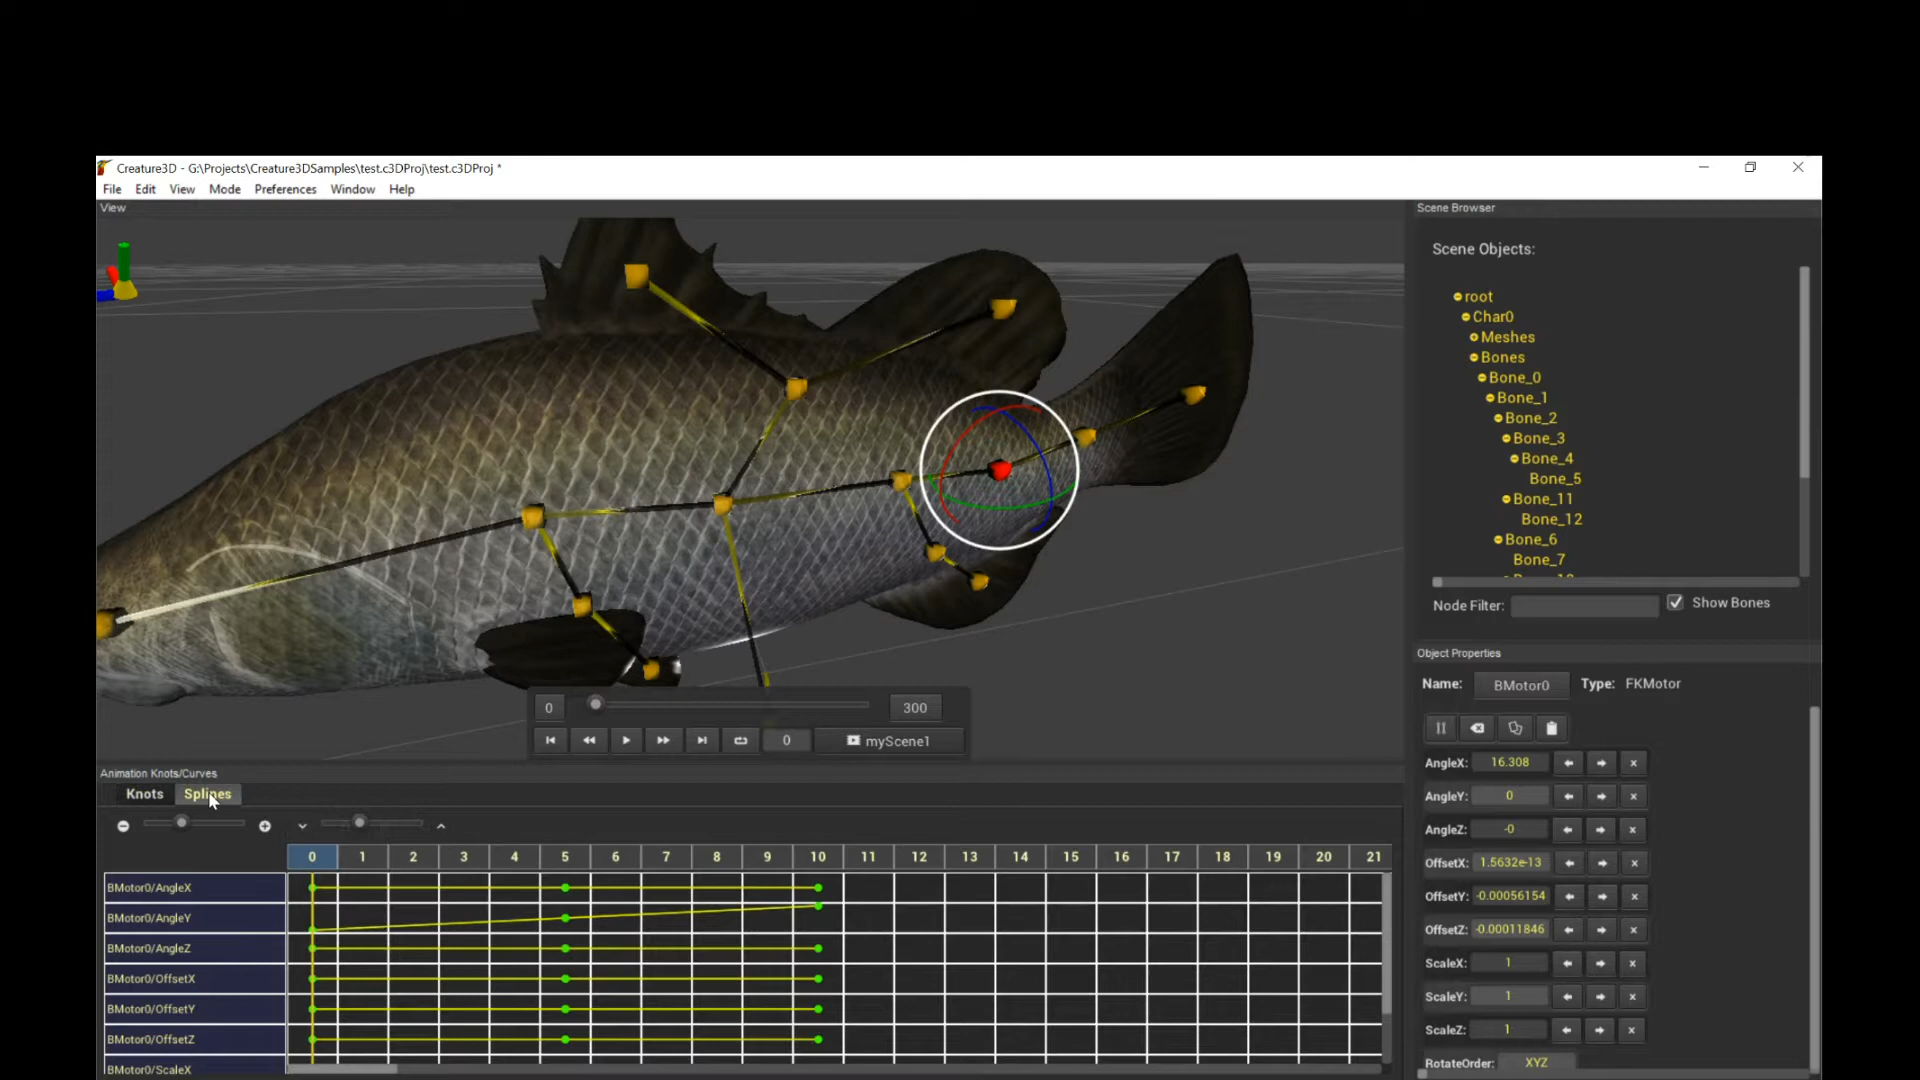 Creature3D - G:\Projects\Creature3DSamples\test.c3DProj\test.c3DProj *
File Edit View Mode Preferences Window Help
View
Scene Browser
Scene Objects:
root
Char0
Meshes
Bones
Bone_0
Bone_1
Bone_2
Bone_3
Bone_4
Bone_5
Bone_11
Bone_12
Bone_6
Bone_7
Node Filter: Show Bones
Object Properties
Name: BMotor0 Type: FKMotor
AngleX: 16.308
AngleY: 0
AngleZ: -0
OffsetX: 1.5632e-13
OffsetY: -0.00056154
OffsetZ: -0.00011846
ScaleX: 1
ScaleY: 1
ScaleZ: 1
RotateOrder: XYZ
0 300
0 myScene1
Animation Knots/Curves
Knots Splines
0 1 2 3 4 5 6 7 8 9 10 11 12 13 14 15 16 17 18 19 20 21
BMotor0/AngleX
BMotor0/AngleY
BMotor0/AngleZ
BMotor0/OffsetX
BMotor0/OffsetY
BMotor0/OffsetZ
BMotor0/ScaleX